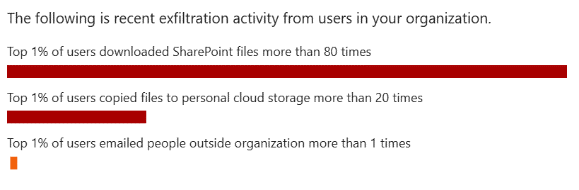 The following is recent exfiltration activity from users in your organization.
Top 1% of users downloaded SharePoint files more than 80 times
Top 1% of users copied files to personal cloud storage more than 20 times
Top 1% of users emailed people outside organization more than 1 times